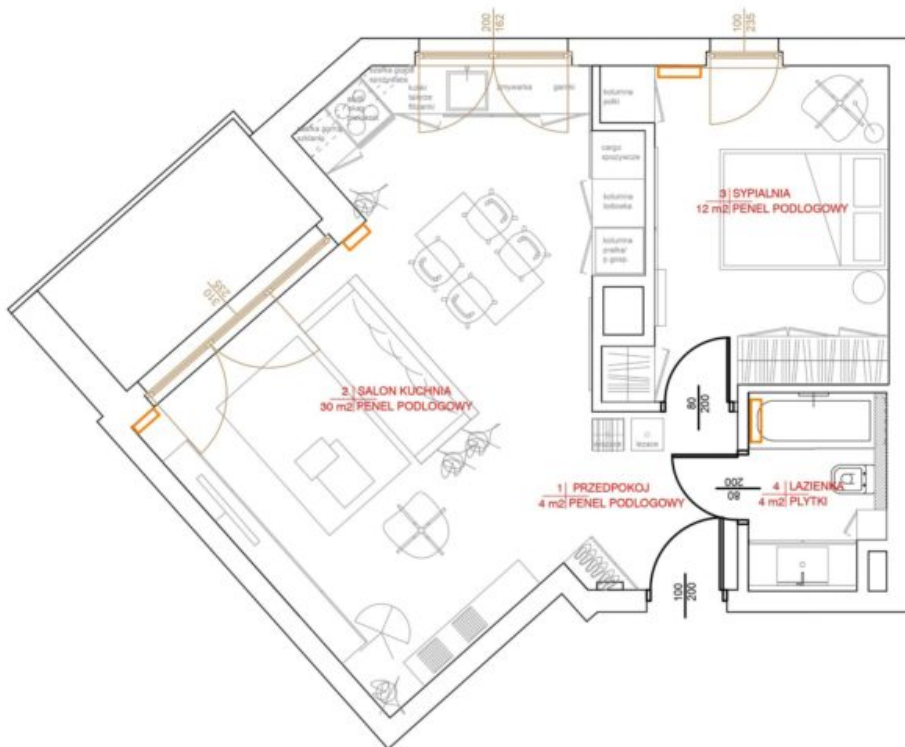 200
162
100
235
zmywarka
garnki
kolumna
półki
cargo
spożywcze
kolumna
lodówka
kolumna
pralka/
310
235
3 SYPIALNIA
12 m2 PENEL PODLOGOWY
2 SALON KUCHNIA
30 m2 PENEL PODLOGOWY
80
200
1 PRZEDPOKOJ
4 m2 PENEL PODLOGOWY
80
200
4 LAZIENKA
4 m2 PLYTKI
100
200